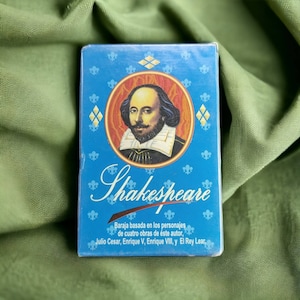 Shakespeare
Baraja basada en los personajes
de cuatro obras de éste autor,
Julio Cesar, Enrique V, Enrique VIII, y El Rey Lear.